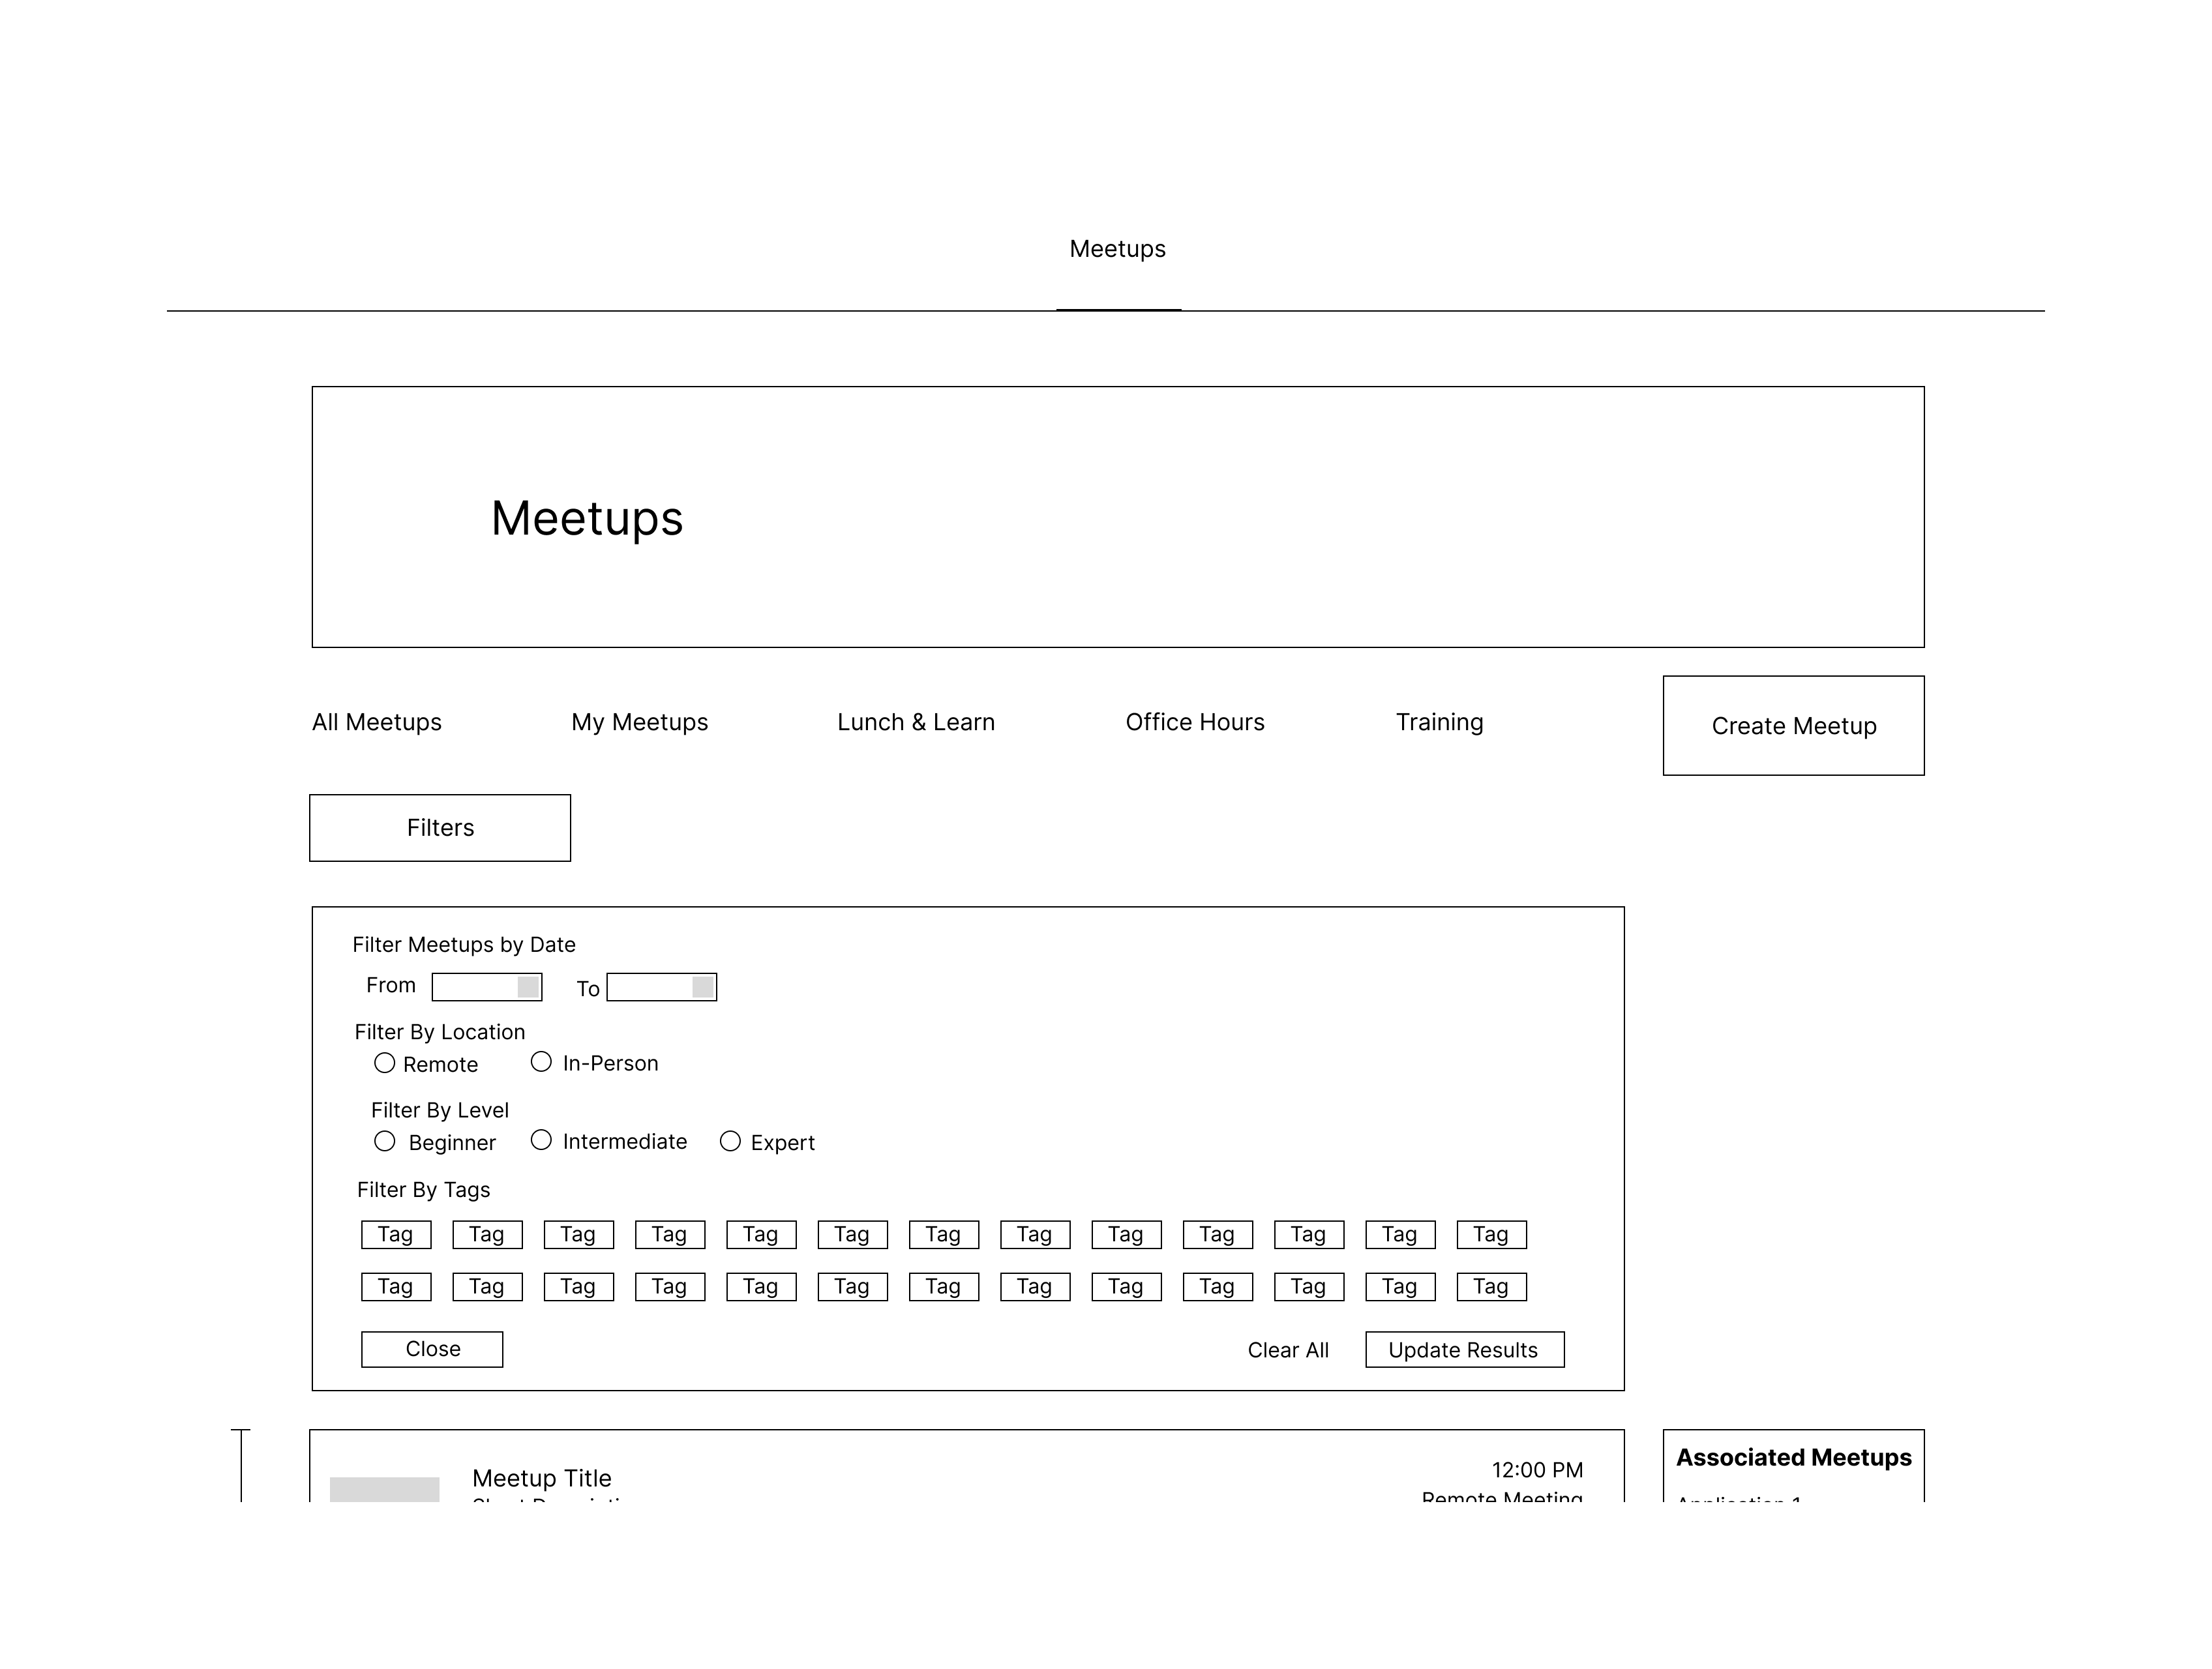 Meetups
Meetups
All Meetups My Meetups Lunch & Learn Office Hours Training Create Meetup
Filters
Filter Meetups by Date
From To
Filter By Location
Remote In-Person
Filter By Level
Beginner Intermediate Expert
Filter By Tags
Tag Tag Tag Tag Tag Tag Tag Tag Tag Tag Tag Tag Tag
Tag Tag Tag Tag Tag Tag Tag Tag Tag Tag Tag Tag Tag
Close Clear All Update Results
Meetup Title 12:00 PM Associated Meetups
Remote Meeting Application 1